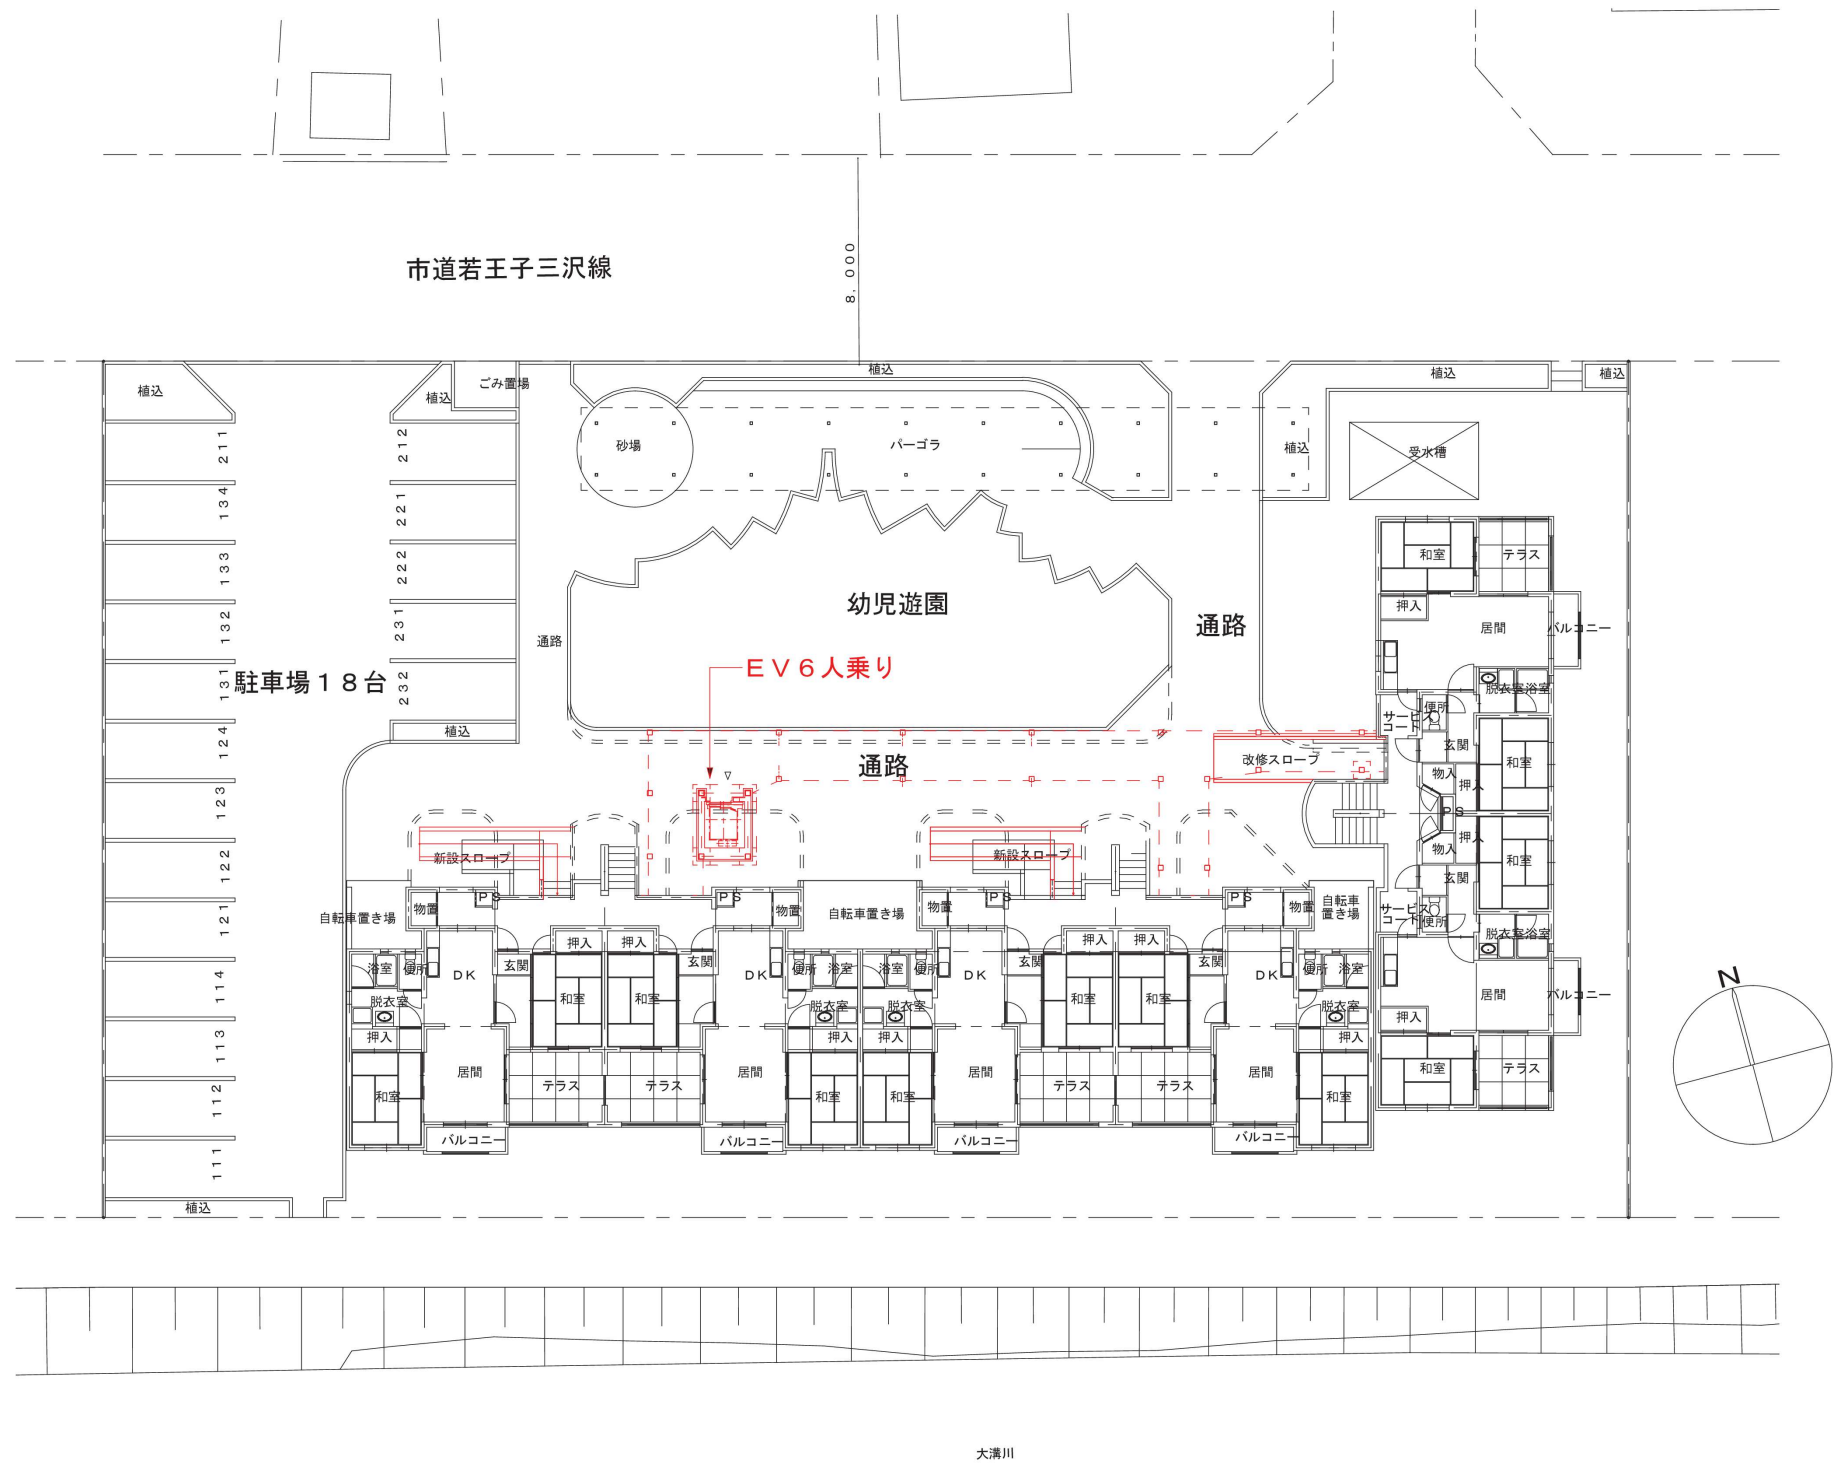 市道若王子三沢線
8.000
植込
植込
ごみ置場
植込
植込
植込
砂場
パーゴラ
植込
受水槽
211
212
134
221
133
222
132
231
131
232
124
123
122
121
114
113
112
111
駐車場18台
植込
植込
通路
幼児遊園
通路
EV6人乗り
通路
改修スロープ
新設スロープ
新設スロープ
和室
テラス
押入
居間
バルコニー
脱衣室
浴室
便所
サービス
コート
玄関
物入
押入
和室
PS
押入
物入
和室
玄関
サービス
コート
便所
脱衣室
浴室
居間
バルコニー
押入
和室
テラス
自転車置き場
物置
PS
PS
物置
自転車置き場
物置
PS
PS
物置
自転車
置き場
押入
押入
押入
押入
浴室
便所
DK
玄関
和室
和室
玄関
DK
便所
浴室
浴室
便所
DK
玄関
和室
和室
玄関
DK
便所
浴室
脱衣室
脱衣室
脱衣室
脱衣室
押入
押入
押入
押入
和室
居間
テラス
テラス
居間
和室
和室
居間
テラス
テラス
居間
和室
バルコニー
バルコニー
バルコニー
バルコニー
N
大溝川